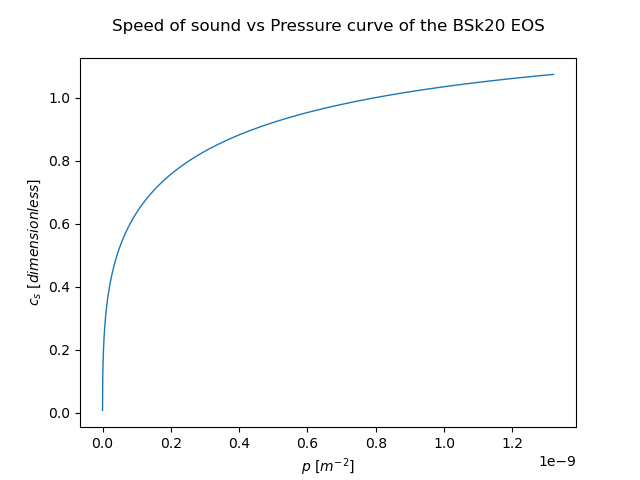 Speed of sound vs Pressure curve of the BSk20 EOS
1.0
0.8
0.6
0.4
0.2
0.0
c_s [dimensionless]
0.0 0.2 0.4 0.6 0.8 1.0 1.2
1e−9
p [m^{-2}]